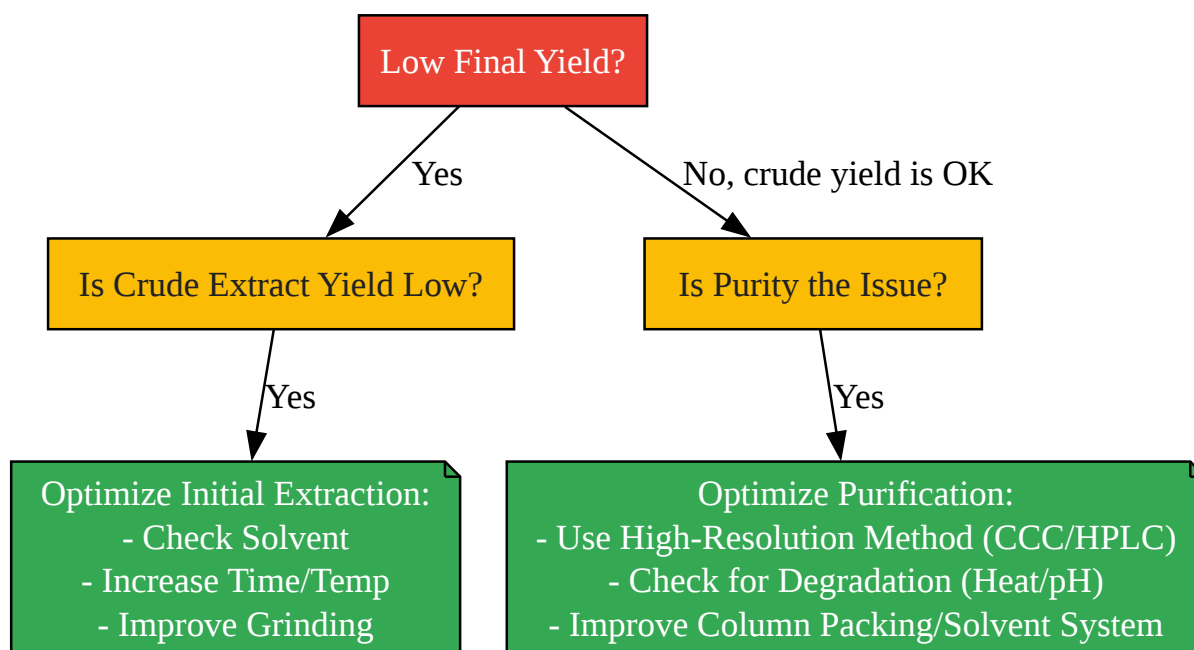 Low Final Yield?
Yes
No, crude yield is OK
Is Crude Extract Yield Low?
Is Purity the Issue?
Yes
Yes
Optimize Initial Extraction:
- Check Solvent
- Increase Time/Temp
- Improve Grinding
Optimize Purification:
- Use High-Resolution Method (CCC/HPLC)
- Check for Degradation (Heat/pH)
- Improve Column Packing/Solvent System